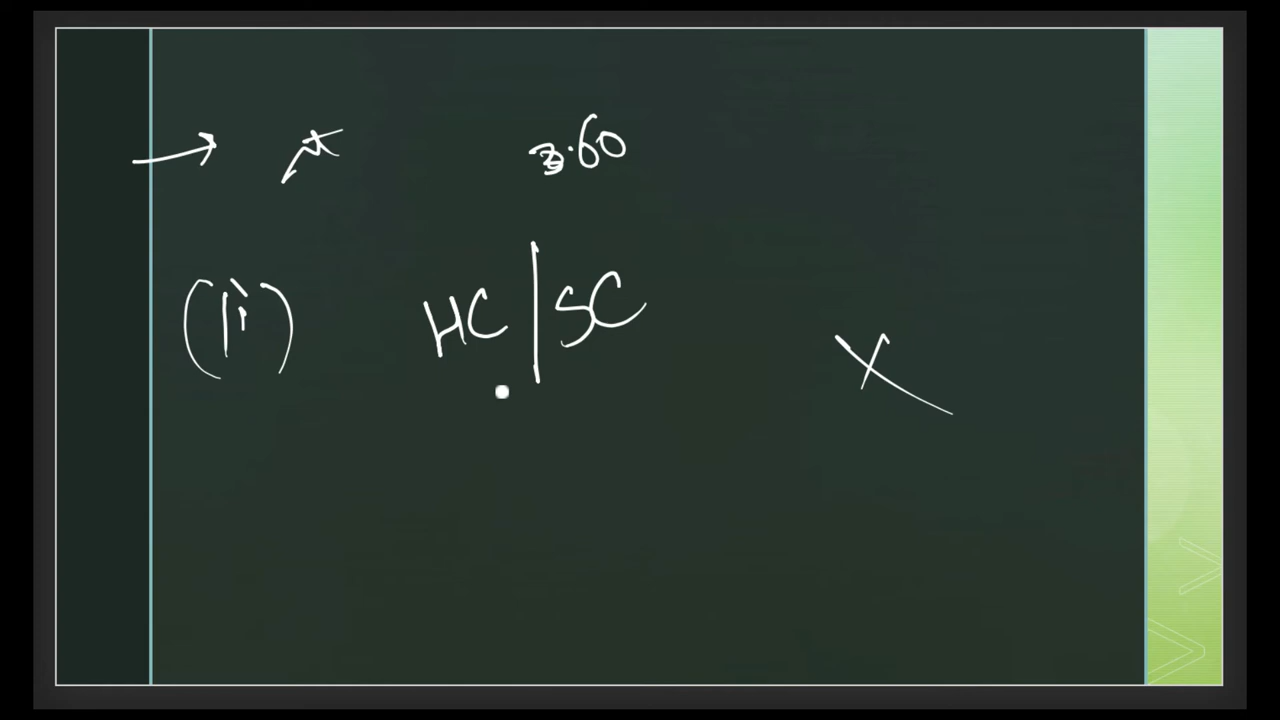 → 3.60
(ii) HC | SC X